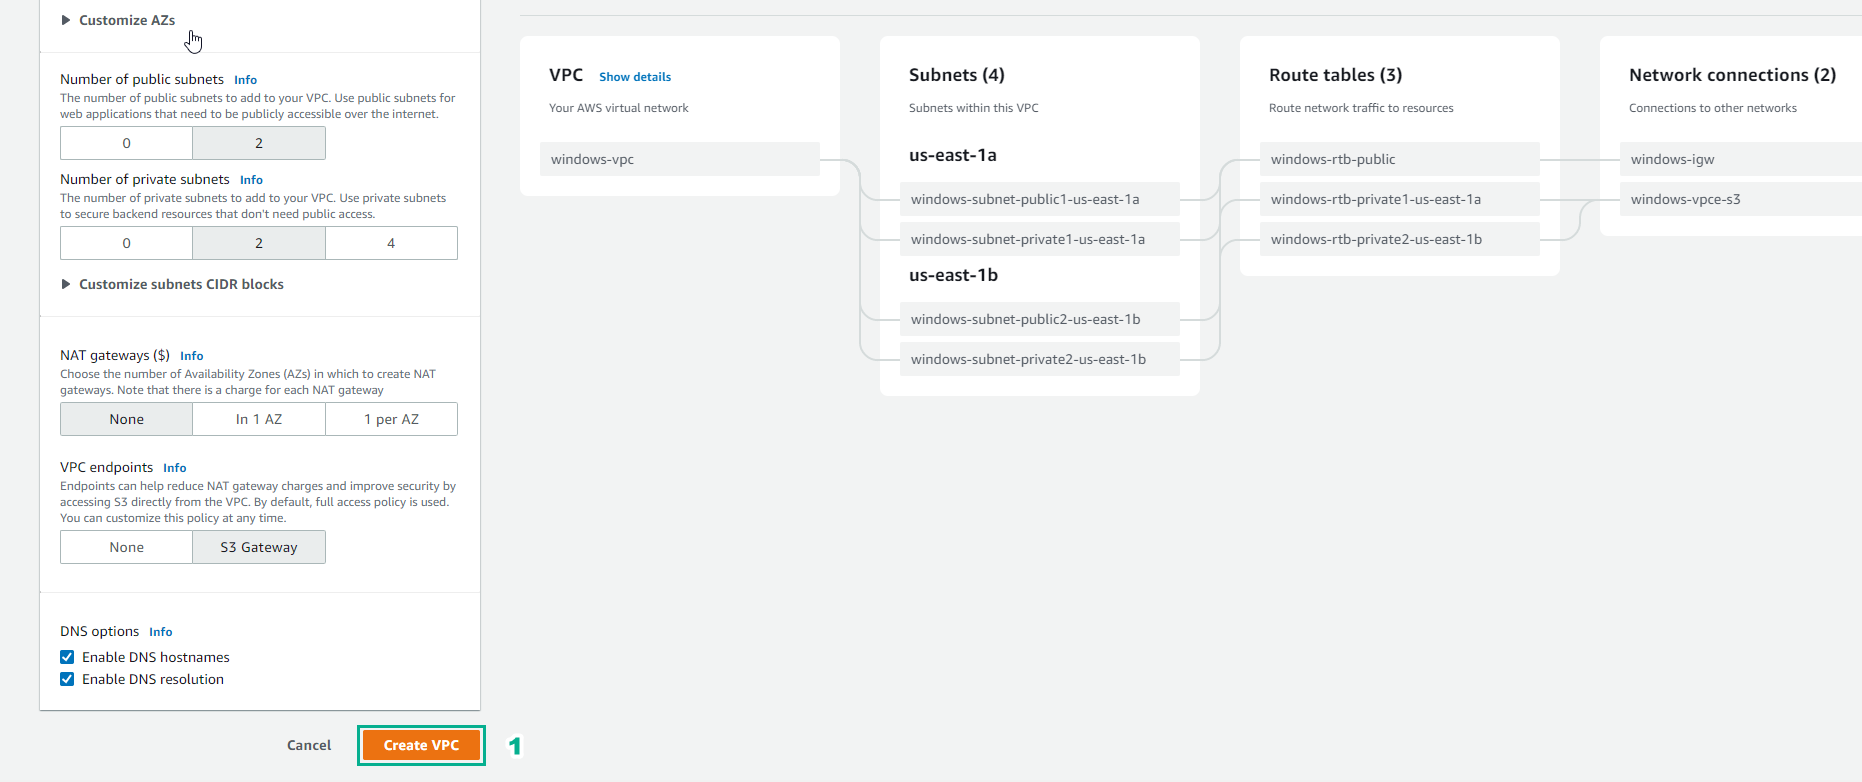 Customize AZs
Number of public subnets Info
The number of public subnets to add to your VPC. Use public subnets for
web applications that need to be publicly accessible over the internet.
0 2
Number of private subnets Info
The number of private subnets to add to your VPC. Use private subnets
to secure backend resources that don't need public access.
0 2 4
Customize subnets CIDR blocks
NAT gateways ($) Info
Choose the number of Availability Zones (AZs) in which to create NAT
gateways. Note that there is a charge for each NAT gateway
None In 1 AZ 1 per AZ
VPC endpoints Info
Endpoints can help reduce NAT gateway charges and improve security by
accessing S3 directly from the VPC. By default, full access policy is used.
You can customize this policy at any time.
None S3 Gateway
DNS options Info
Enable DNS hostnames
Enable DNS resolution
Cancel Create VPC 1
VPC Show details
Your AWS virtual network
windows-vpc
Subnets (4)
Subnets within this VPC
us-east-1a
windows-subnet-public1-us-east-1a
windows-subnet-private1-us-east-1a
us-east-1b
windows-subnet-public2-us-east-1b
windows-subnet-private2-us-east-1b
Route tables (3)
Route network traffic to resources
windows-rtb-public
windows-rtb-private1-us-east-1a
windows-rtb-private2-us-east-1b
Network connections (2)
Connections to other networks
windows-igw
windows-vpce-s3